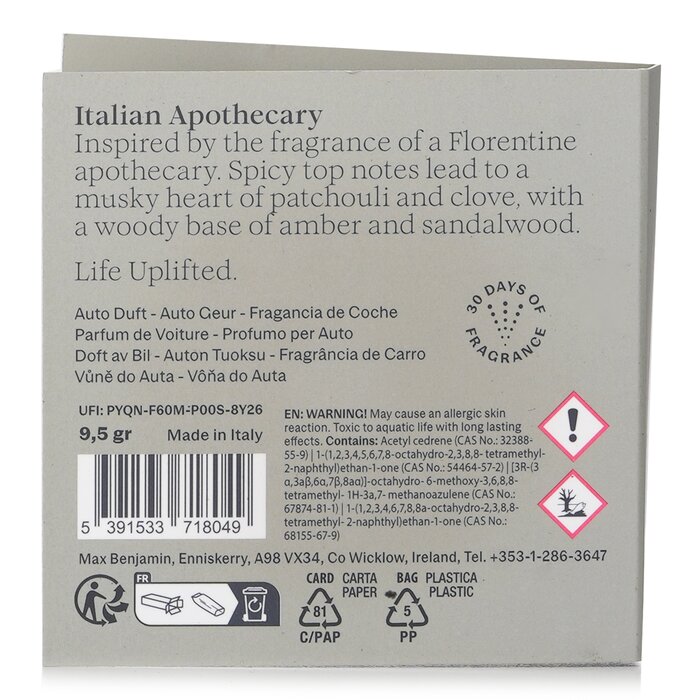 Italian Apothecary
Inspired by the fragrance of a Florentine
apothecary. Spicy top notes lead to a
musky heart of patchouli and clove, with
a woody base of amber and sandalwood.
Life Uplifted.
30 DAYS OF
FRAGRANCE
Auto Duft - Auto Geur - Fragancia de Coche
Parfum de Voiture - Profumo per Auto
Doft av Bil - Auton Tuoksu - Fragrância de Carro
Vůně do Auta - Vôňa do Auta
UFI: PYQN-F60M-P00S-8Y26
9,5 gr Made in Italy
5 391533 718049
EN: WARNING! May cause an allergic skin
reaction. Toxic to aquatic life with long lasting
effects. Contains: Acetyl cedrene (CAS No.: 32388-
55-9) | 1-(1,2,3,4,5,6,7,8-octahydro-2,3,8,8- tetramethyl-
2-naphthyl)ethan-1-one (CAS No.: 54464-57-2) | [3R-(3
α,3aβ,6α,7β,8aα)]-octahydro- 6-methoxy-3,6,8,8-
tetramethyl- 1H-3a,7- methanoazulene (CAS No.:
67874-81-1) | 1-(1,2,3,4,6,7,8,8a-octahydro-2,3,8,8-
tetramethyl- 2-naphthyl)ethan-1-one (CAS No.:
68155-67-9)
Max Benjamin, Enniskerry, A98 VX34, Co Wicklow, Ireland, Tel. +353-1-286-3647
FR
CARD CARTA
PAPER
81
C/PAP
BAG PLASTICA
PLASTIC
5
PP